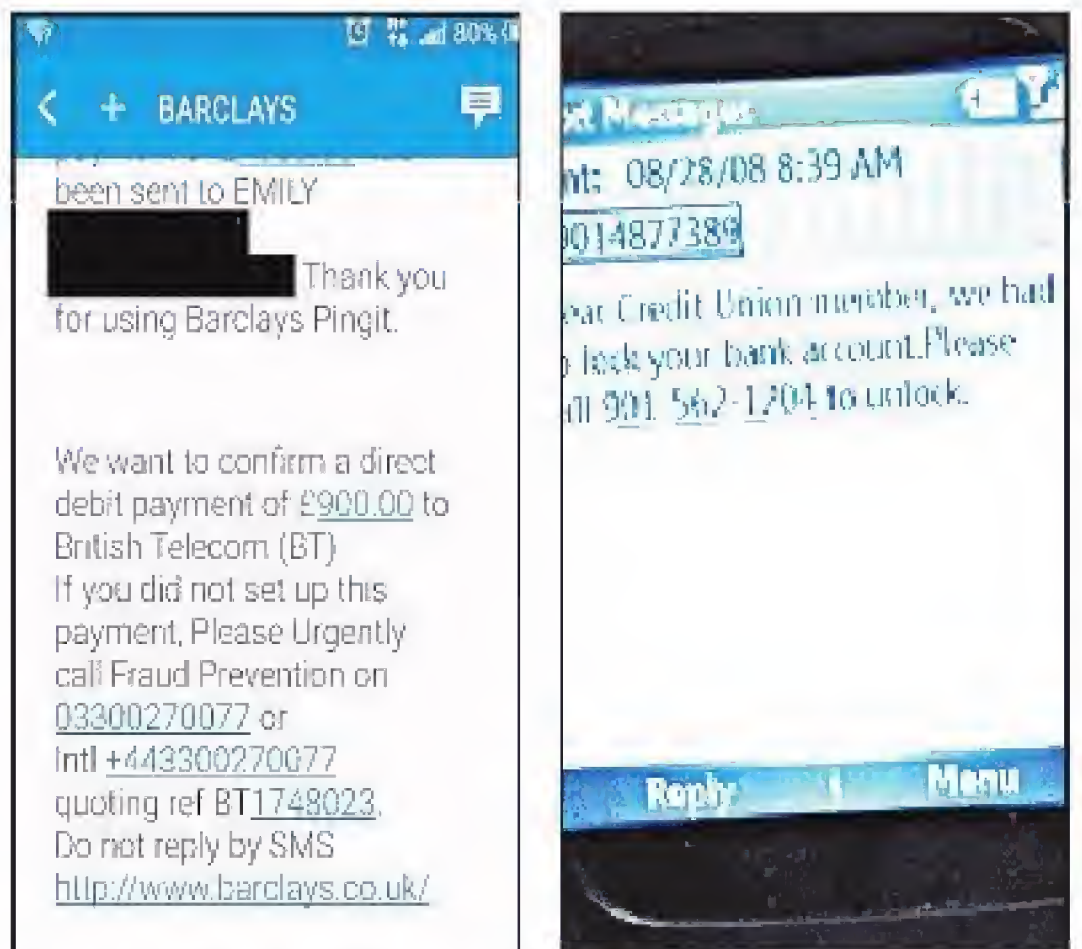 80%
BARCLAYS
been sent to EMILY
Thank you
for using Barclays Pingit.
We want to confirm a direct
debit payment of £900.00 to
British Telecom (BT)
If you did not set up this
payment, Please Urgently
call Fraud Prevention on
03300270077 or
Intl +443300270077
quoting ref BT1748023.
Do not reply by SMS
http://www.barclays.co.uk/
08/28/08 8:39 AM
9014877389
ear Credit Union member, we had
o lock your bank account.Please
all 901 562-1204 to unlock.
Reply Menu